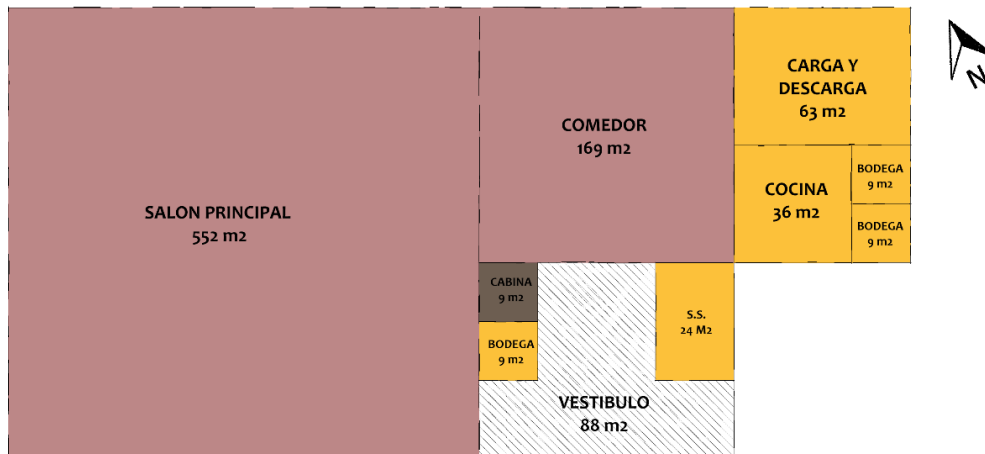 CARGA Y
DESCARGA
63 m2
N
COMEDOR
169 m2
BODEGA
9 m2
COCINA
36 m2
SALON PRINCIPAL
552 m2
BODEGA
9 m2
CABINA
9 m2
S.S.
24 M2
BODEGA
9 m2
VESTIBULO
88 m2